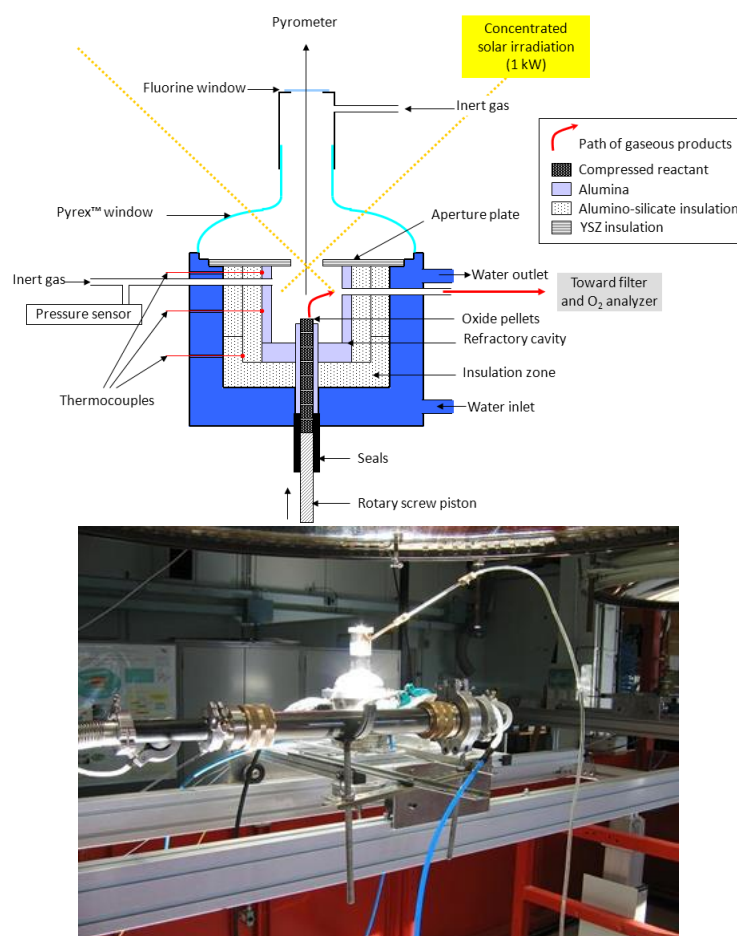 Pyrometer
Concentrated
solar irradiation
(1 kW)
Fluorine window
Inert gas
Path of gaseous products
Compressed reactant
Alumina
Alumino-silicate insulation
YSZ insulation
Pyrex™ window
Aperture plate
Inert gas
Water outlet
Toward filter
and O₂ analyzer
Pressure sensor
Oxide pellets
Refractory cavity
Insulation zone
Thermocouples
Water inlet
Seals
Rotary screw piston